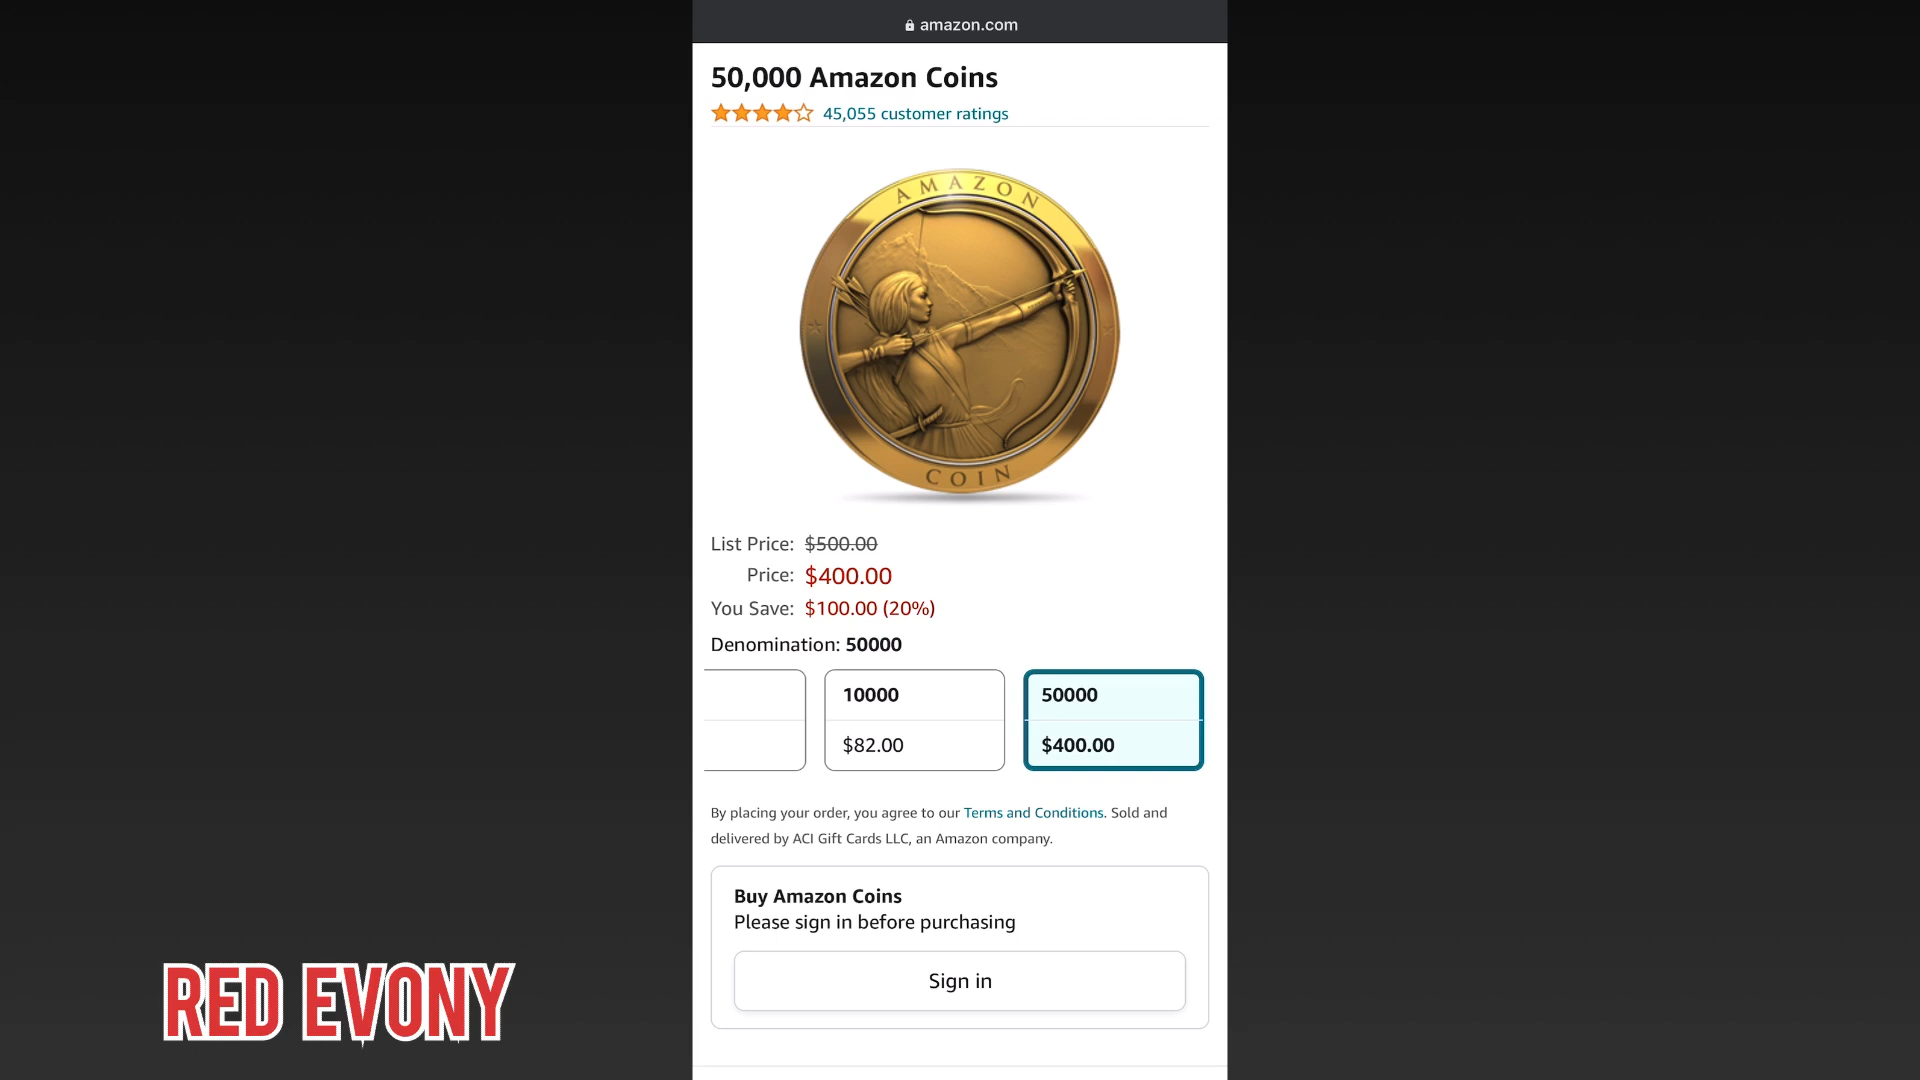 amazon.com
50,000 Amazon Coins
45,055 customer ratings
AMAZON
COIN
List Price: $500.00
Price: $400.00
You Save: $100.00 (20%)
Denomination: 50000
10000
50000
$82.00
$400.00
By placing your order, you agree to our Terms and Conditions. Sold and
delivered by ACI Gift Cards LLC, an Amazon company.
Buy Amazon Coins
Please sign in before purchasing
Sign in
RED EVONY